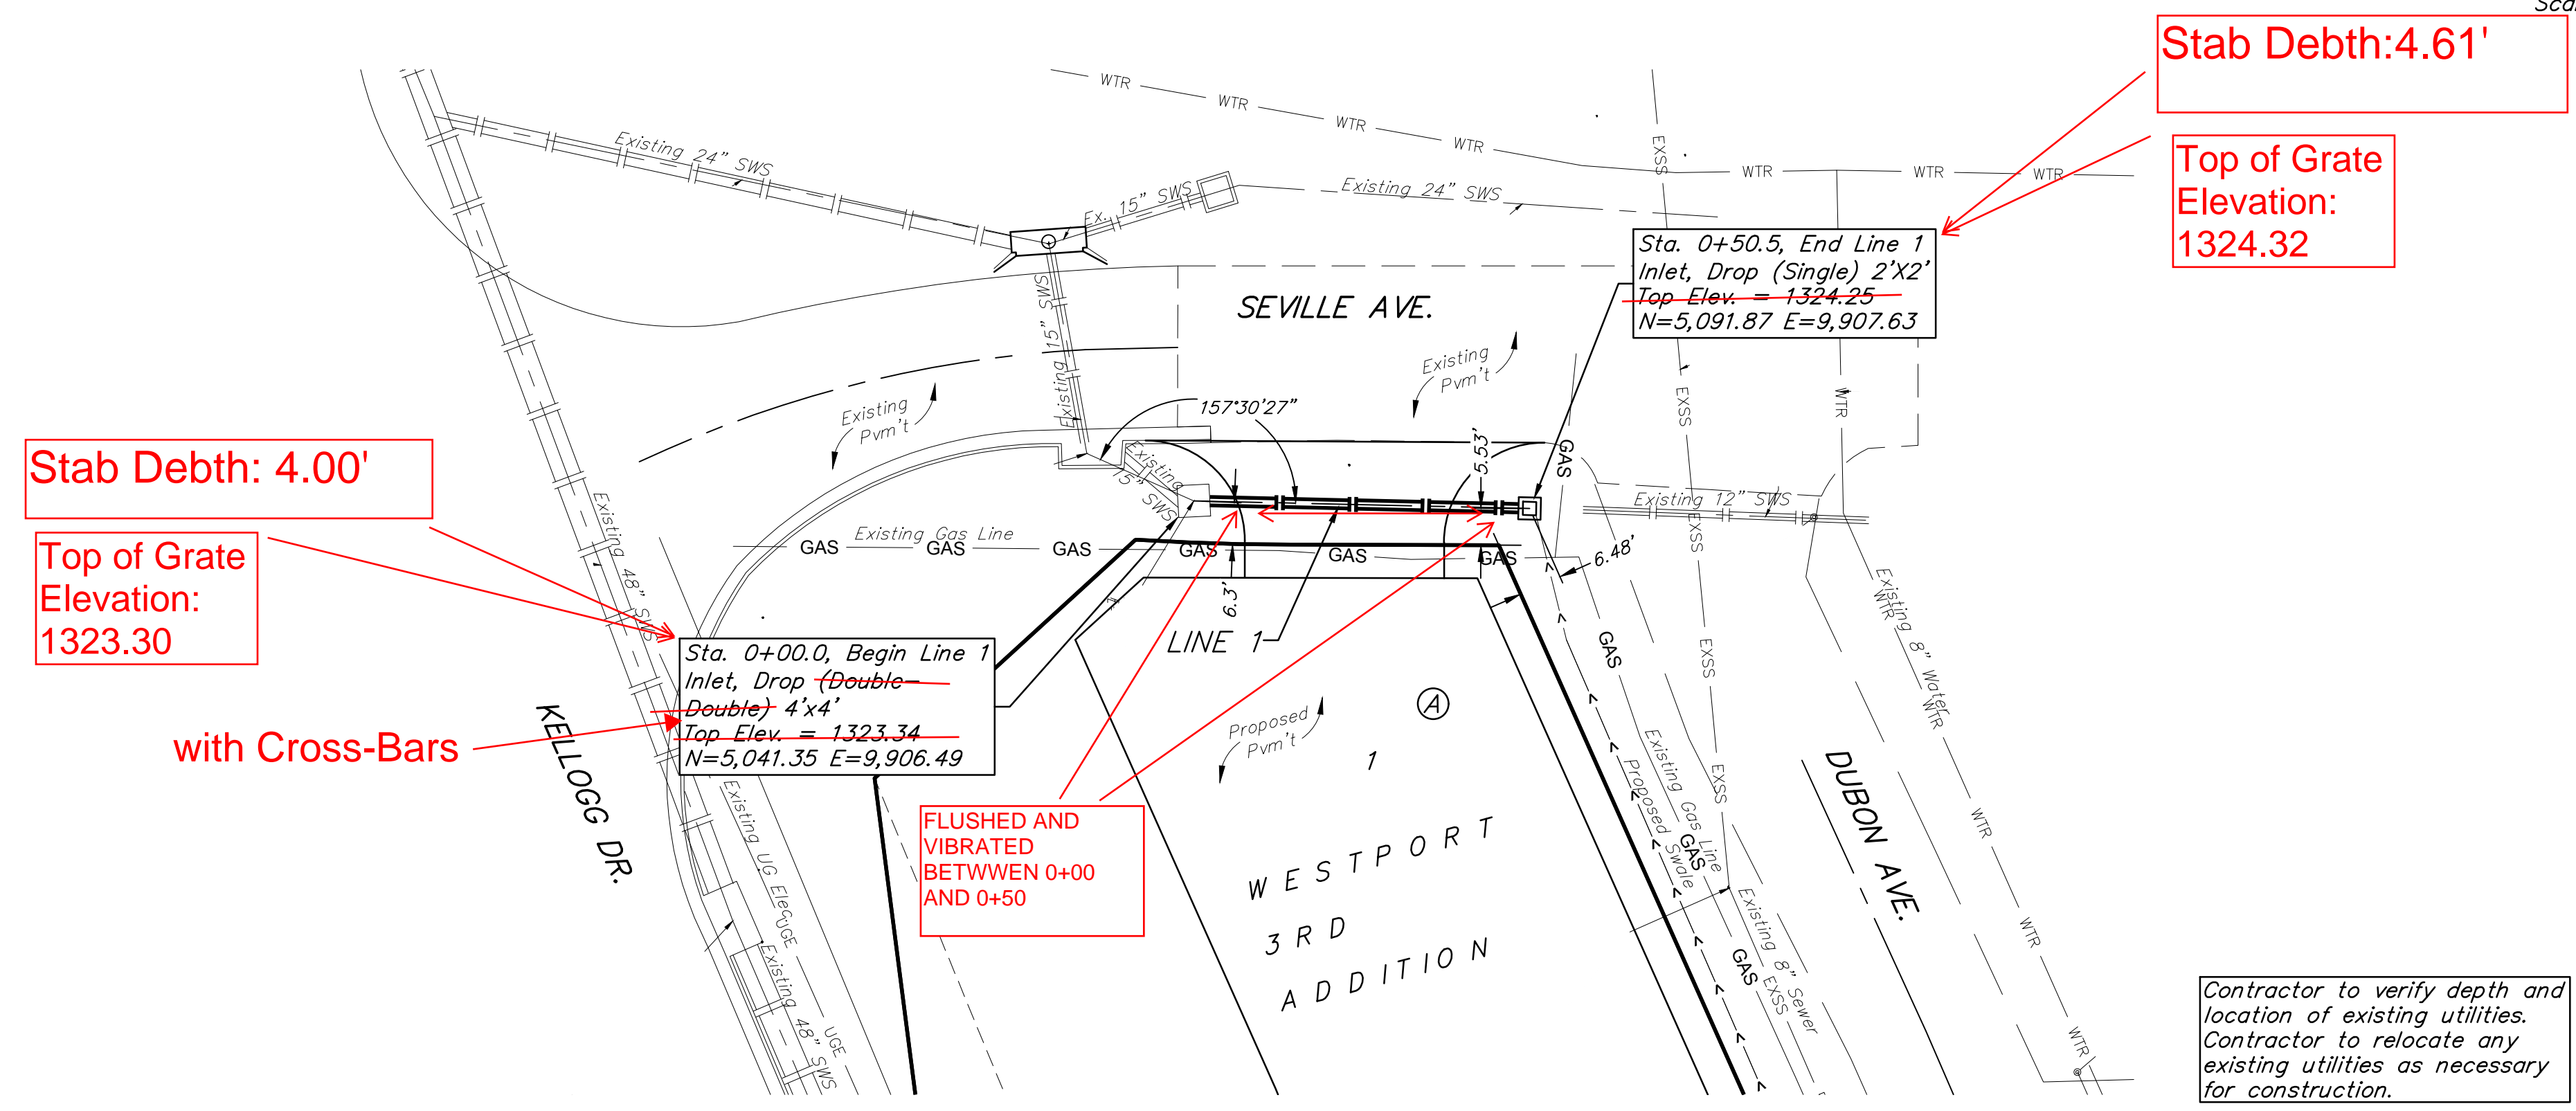 Stab Debth:4.61'
Top of Grate
Elevation:
1324.32
WTR
WTR
WTR
WTR
WTR
WTR
WTR
EXSS
Existing 24" SWS
Ex. 15" SWS
Existing 24" SWS
Sta. 0+50.5, End Line 1
Inlet, Drop (Single) 2'X2'
Top Elev. = 1324.25
N=5,091.87 E=9,907.63
SEVILLE AVE.
Existing 15" SWS
Existing
Pvm't
Existing
Pvm't
157°30'27"
5.53'
GAS
EXSS
WTR
Stab Debth: 4.00'
Top of Grate
Elevation:
1323.30
Existing
15" SWS
Existing 12" SWS
EXSS
Existing 48" SWS
Existing Gas Line
GAS
GAS
GAS
GAS
GAS
GAS
6.48'
6.3'
LINE 1
Existing 8" Water
WTR
WTR
EXSS
GAS
Sta. 0+00.0, Begin Line 1
Inlet, Drop (Double-
Double) 4'x4'
Top Elev. = 1323.34
N=5,041.35 E=9,906.49
with Cross-Bars
KELLOGG DR.
A
Proposed
Pvm't
1
FLUSHED AND
VIBRATED
BETWWEN 0+00
AND 0+50
WESTPORT
3RD
ADDITION
Existing UG Elec
UGE
UGE
Existing 48" SWS
Proposed Swale
Existing Gas Line
GAS
GAS
EXSS
EXSS
Existing 8" Sewer
DUBON AVE.
WTR
WTR
WTR
Contractor to verify depth and
location of existing utilities.
Contractor to relocate any
existing utilities as necessary
for construction.